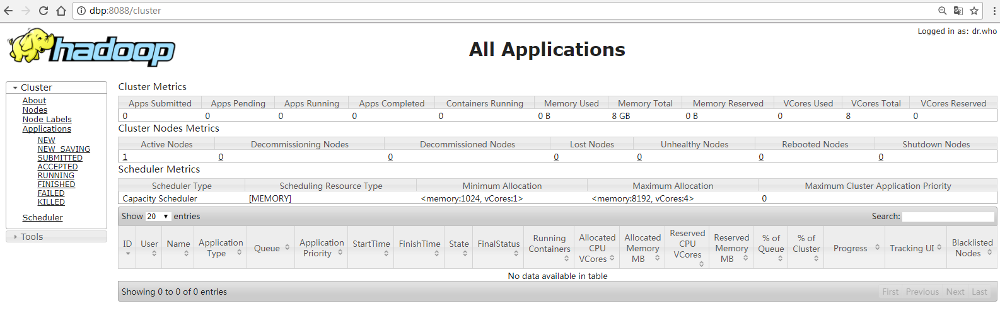 dbp:8088/cluster
Logged in as: dr.who
hadoop
All Applications
Cluster
About
Nodes
Node Labels
Applications
NEW
NEW_SAVING
SUBMITTED
ACCEPTED
RUNNING
FINISHED
FAILED
KILLED
Scheduler
Tools
Cluster Metrics
Apps Submitted Apps Pending Apps Running Apps Completed Containers Running Memory Used Memory Total Memory Reserved VCores Used VCores Total VCores Reserved
0 0 0 0 0 0 B 8 GB 0 B 0 8 0
Cluster Nodes Metrics
Active Nodes Decommissioning Nodes Decommissioned Nodes Lost Nodes Unhealthy Nodes Rebooted Nodes Shutdown Nodes
1 0 0 0 0 0 0
Scheduler Metrics
Scheduler Type Scheduling Resource Type Minimum Allocation Maximum Allocation Maximum Cluster Application Priority
Capacity Scheduler [MEMORY] <memory:1024, vCores:1> <memory:8192, vCores:4> 0
Show 20 entries Search:
ID User Name Application Type Queue Application Priority StartTime FinishTime State FinalStatus Running Containers Allocated CPU VCores Allocated Memory MB Reserved CPU VCores Reserved Memory MB % of Queue % of Cluster Progress Tracking UI Blacklisted Nodes
No data available in table
Showing 0 to 0 of 0 entries First Previous Next Last